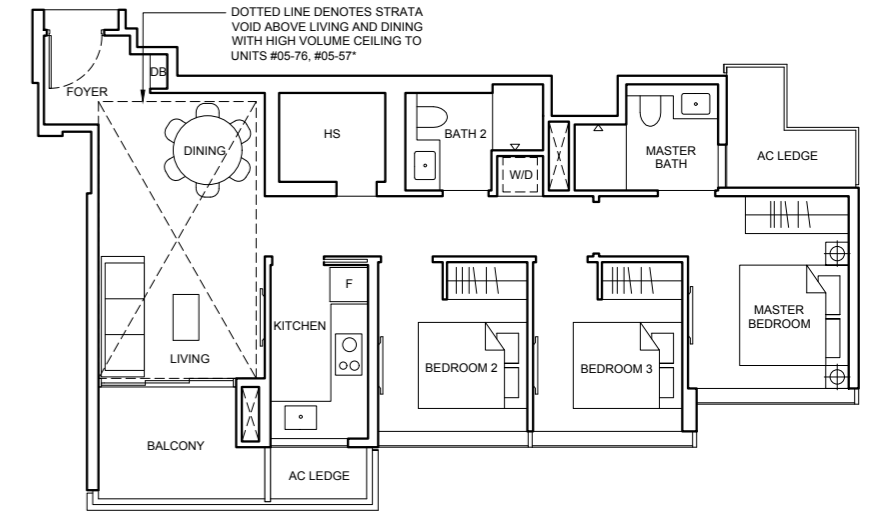 DOTTED LINE DENOTES STRATA
VOID ABOVE LIVING AND DINING
WITH HIGH VOLUME CEILING TO
UNITS #05-76, #05-57*
DB
FOYER
DINING
HS
BATH 2
W/D
MASTER
BATH
AC LEDGE
F
KITCHEN
LIVING
BEDROOM 2
BEDROOM 3
MASTER
BEDROOM
BALCONY
AC LEDGE